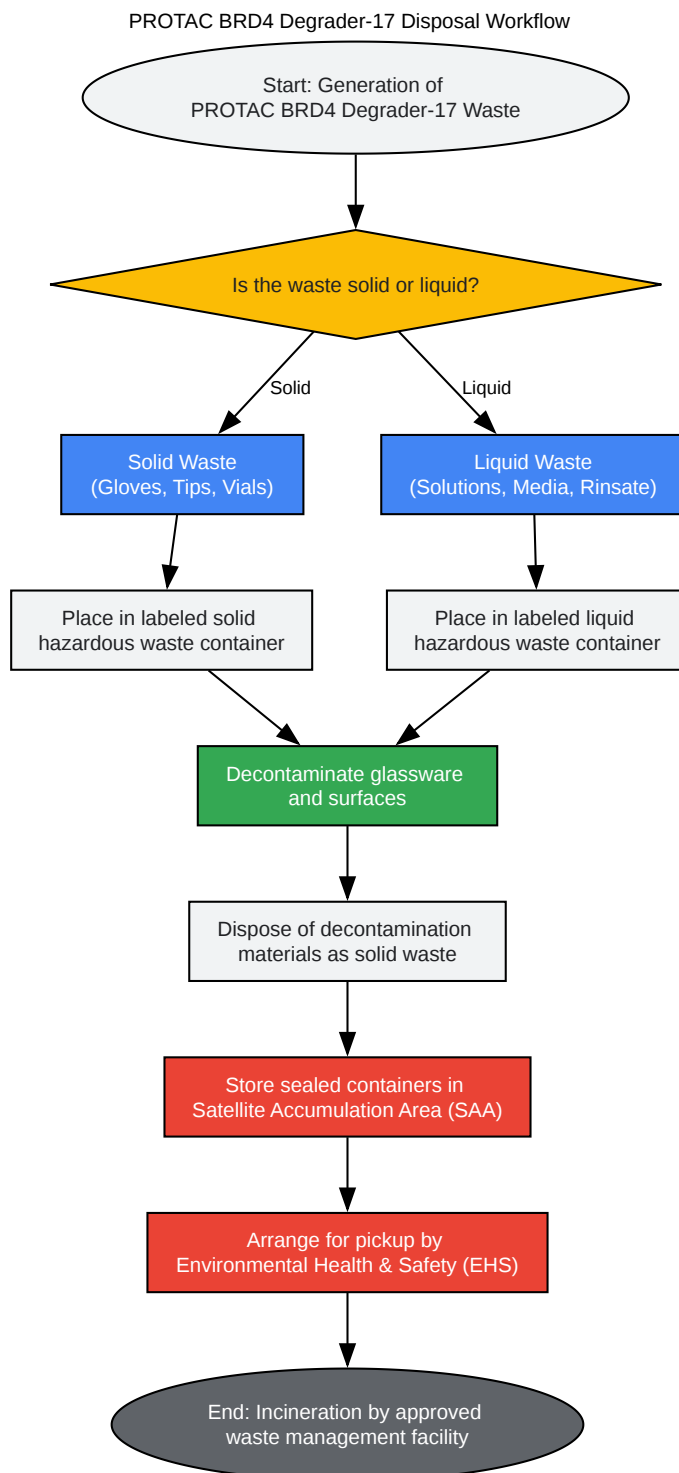 PROTAC BRD4 Degrader-17 Disposal Workflow
Start: Generation of
PROTAC BRD4 Degrader-17 Waste
Is the waste solid or liquid?
Solid
Liquid
Solid Waste
(Gloves, Tips, Vials)
Liquid Waste
(Solutions, Media, Rinsate)
Place in labeled solid
hazardous waste container
Place in labeled liquid
hazardous waste container
Decontaminate glassware
and surfaces
Dispose of decontamination
materials as solid waste
Store sealed containers in
Satellite Accumulation Area (SAA)
Arrange for pickup by
Environmental Health & Safety (EHS)
End: Incineration by approved
waste management facility